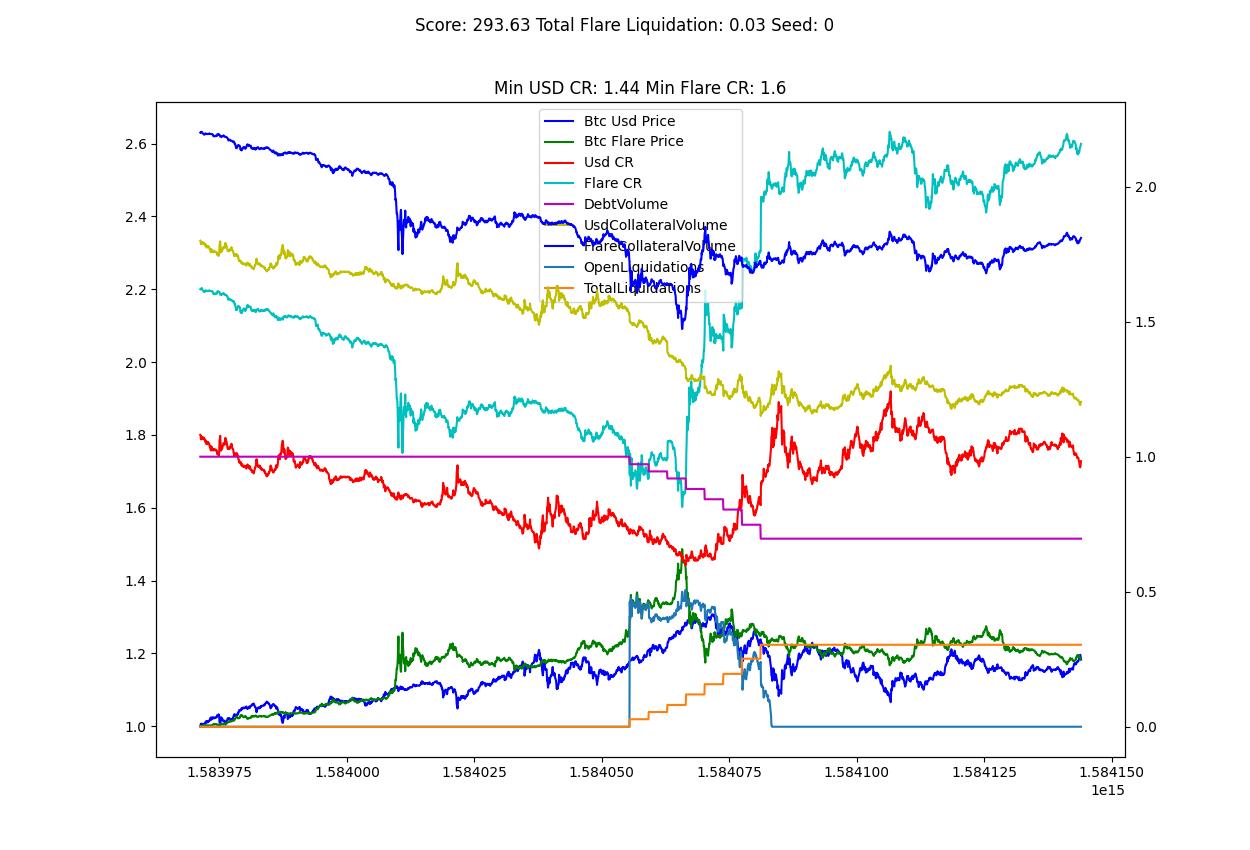 Score: 293.63 Total Flare Liquidation: 0.03 Seed: 0
Min USD CR: 1.44 Min Flare CR: 1.6
Btc Usd Price
Btc Flare Price
Usd CR
Flare CR
DebtVolume
UsdCollateralVolume
FlareCollateralVolume
OpenLiquidations
TotalLiquidations
2.6
2.4
2.2
2.0
1.8
1.6
1.4
1.2
1.0
2.0
1.5
1.0
0.5
0.0
1.583975
1.584000
1.584025
1.584050
1.584075
1.584100
1.584125
1.584150
1e15